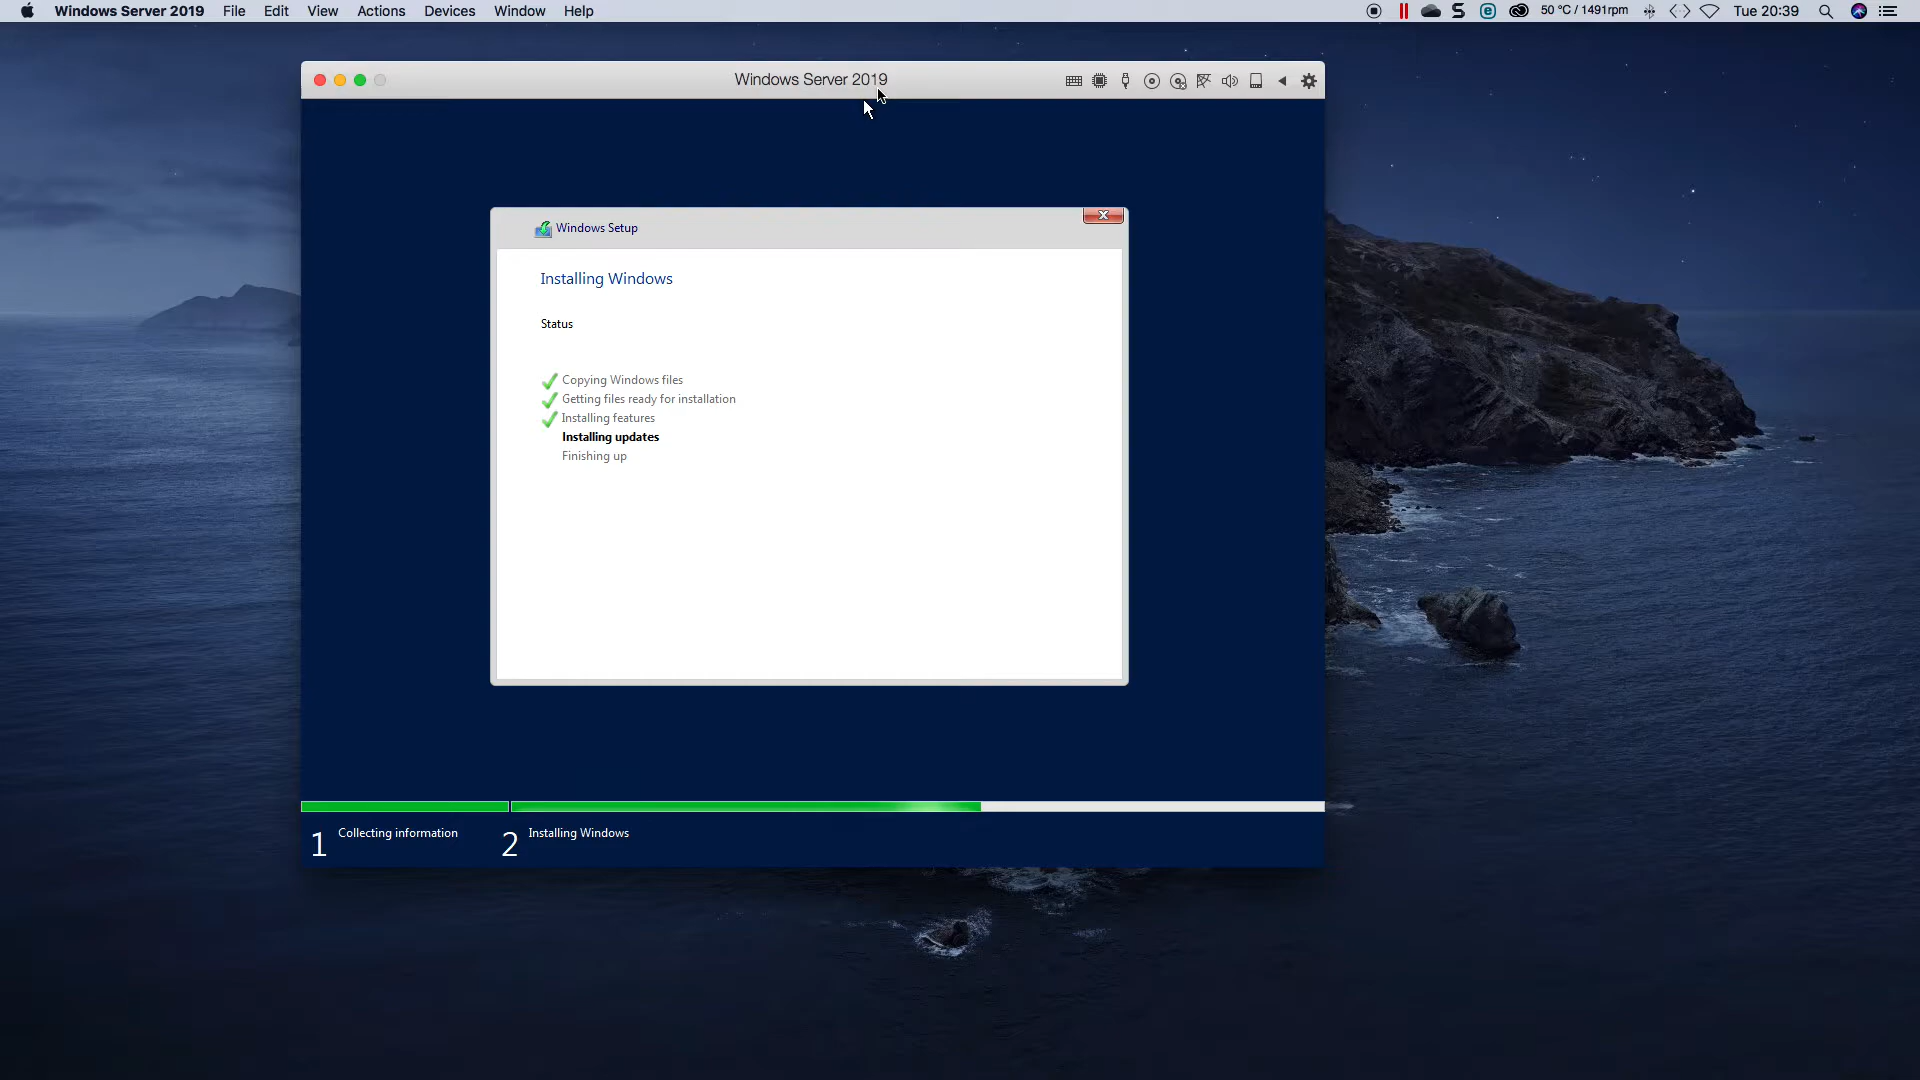 Windows Server 2019 File Edit View Actions Devices Window Help 50 °C / 1491rpm Tue 20:39
Windows Server 2019
Windows Setup
Installing Windows
Status
Copying Windows files
Getting files ready for installation
Installing features
Installing updates
Finishing up
1 Collecting information 2 Installing Windows